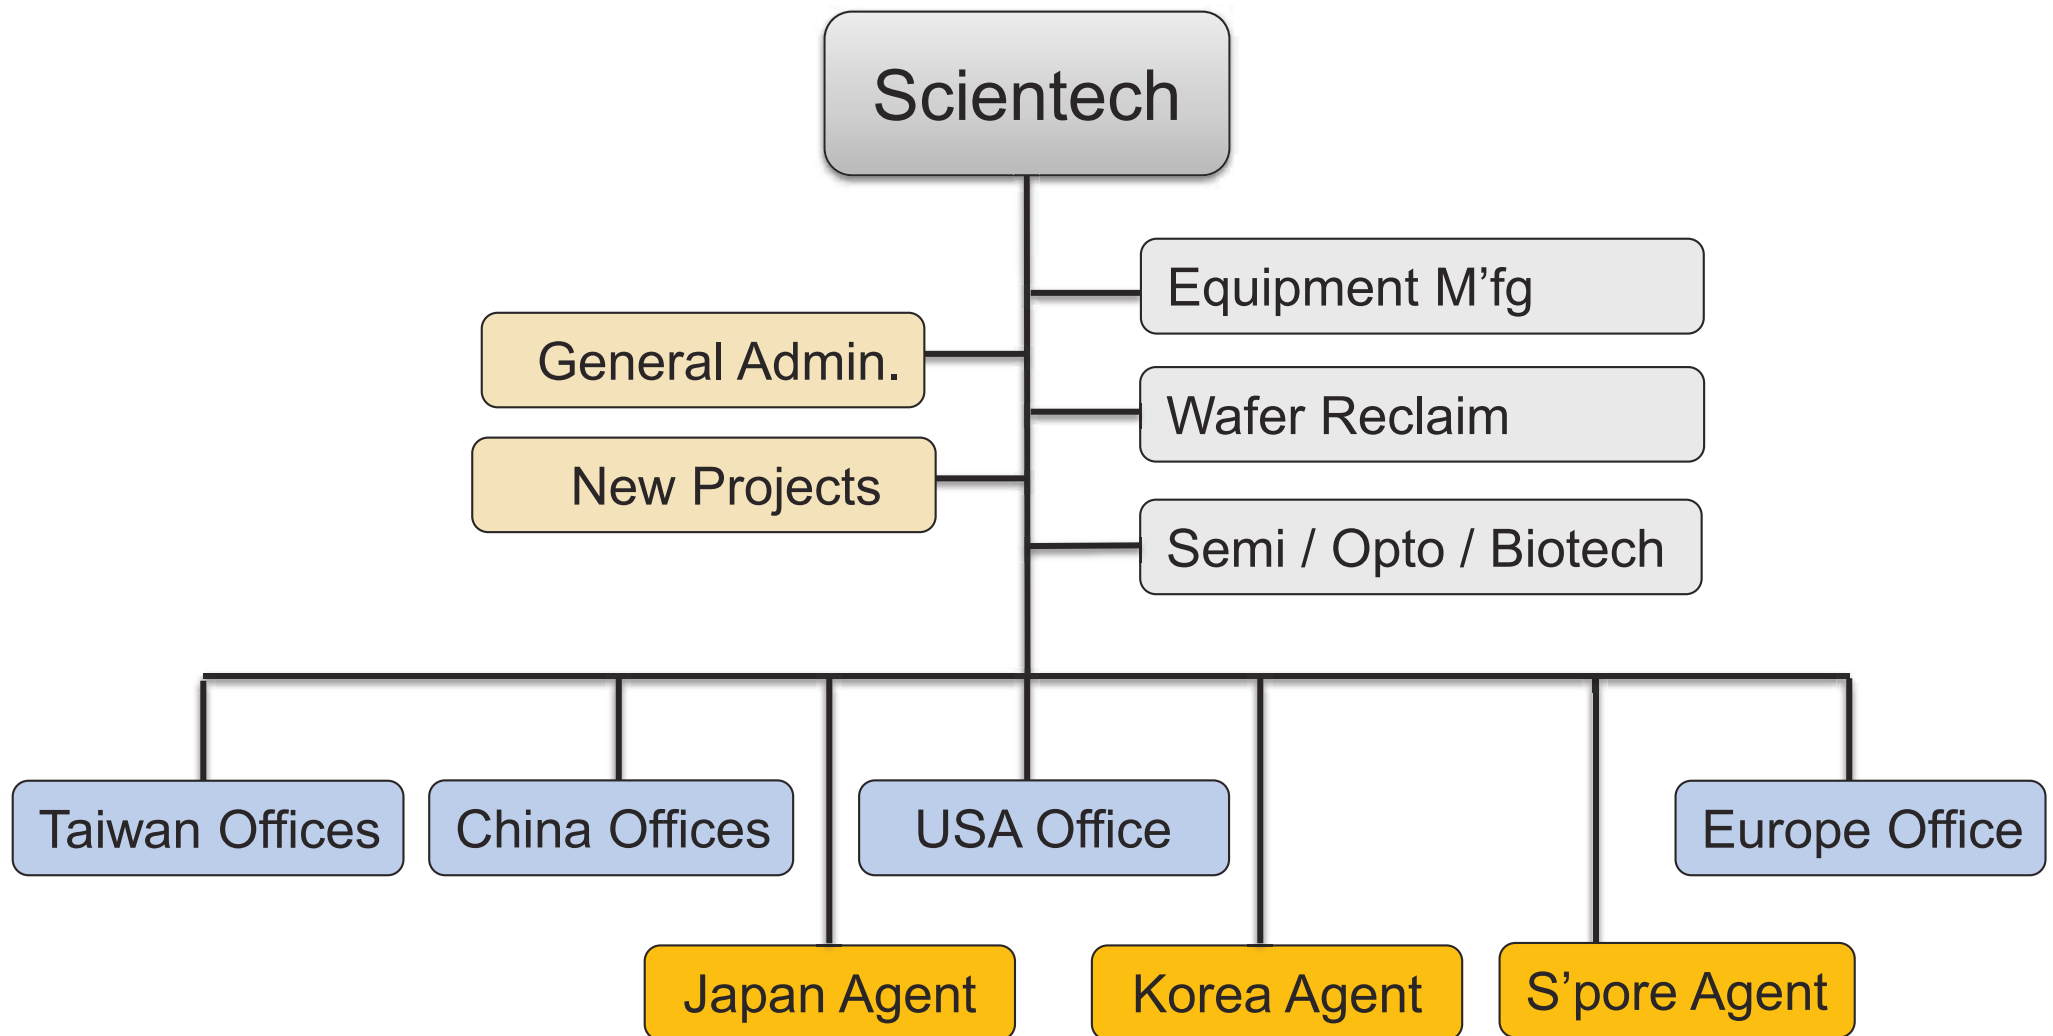 Scientech
Equipment M’fg
General Admin.
Wafer Reclaim
New Projects
Semi / Opto / Biotech
Taiwan Offices
China Offices
USA Office
Europe Office
Japan Agent
Korea Agent
S’pore Agent